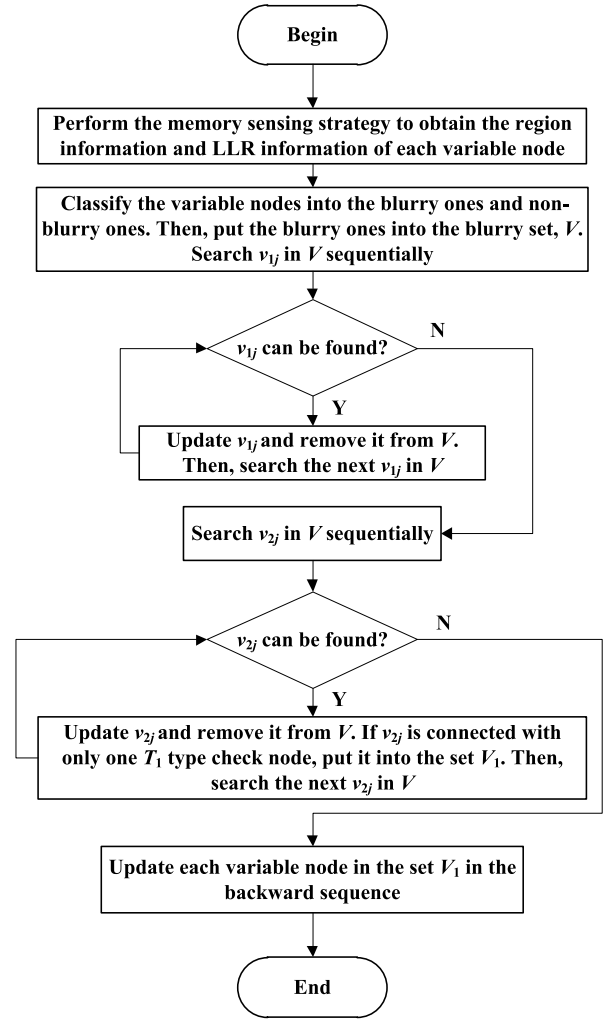 Begin
Perform the memory sensing strategy to obtain the region
information and LLR information of each variable node
Classify the variable nodes into the blurry ones and non-
blurry ones. Then, put the blurry ones into the blurry set, V.
Search v1j in V sequentially
v1j can be found?
N
Y
Update v1j and remove it from V.
Then, search the next v1j in V
Search v2j in V sequentially
v2j can be found?
N
Y
Update v2j and remove it from V. If v2j is connected with
only one T1 type check node, put it into the set V1. Then,
search the next v2j in V
Update each variable node in the set V1 in the
backward sequence
End